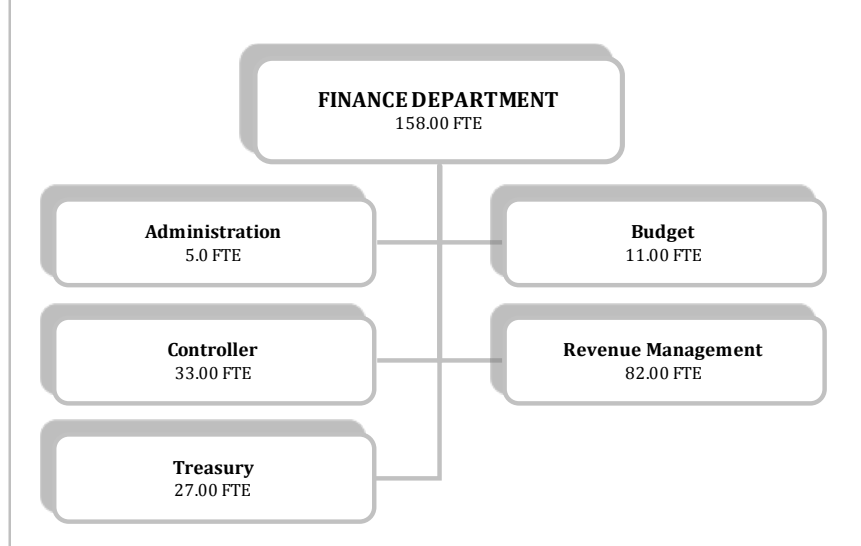 FINANCE DEPARTMENT
158.00 FTE
Administration
5.0 FTE
Budget
11.00 FTE
Controller
33.00 FTE
Revenue Management
82.00 FTE
Treasury
27.00 FTE